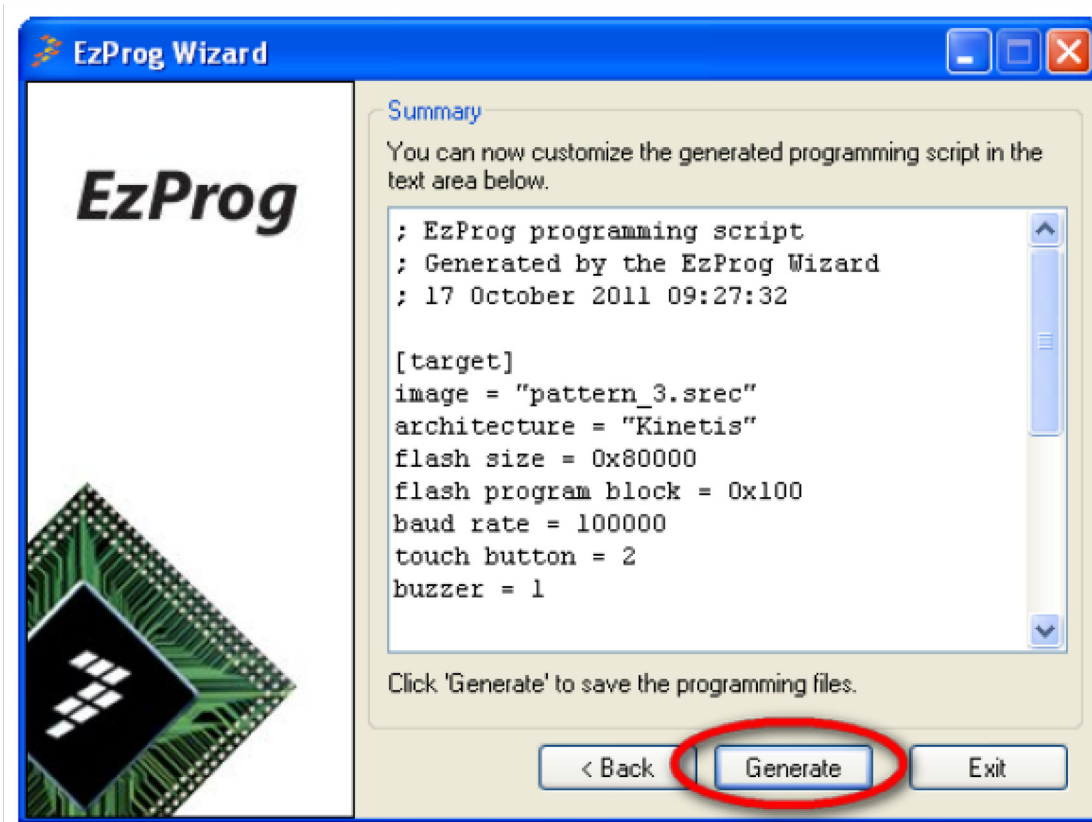 EzProg Wizard
EzProg
Summary
You can now customize the generated programming script in the
text area below.
; EzProg programming script
; Generated by the EzProg Wizard
; 17 October 2011 09:27:32
[target]
image = "pattern_3.srec"
architecture = "Kinetis"
flash size = 0x80000
flash program block = 0x100
baud rate = 100000
touch button = 2
buzzer = 1
Click 'Generate' to save the programming files.
< Back
Generate
Exit